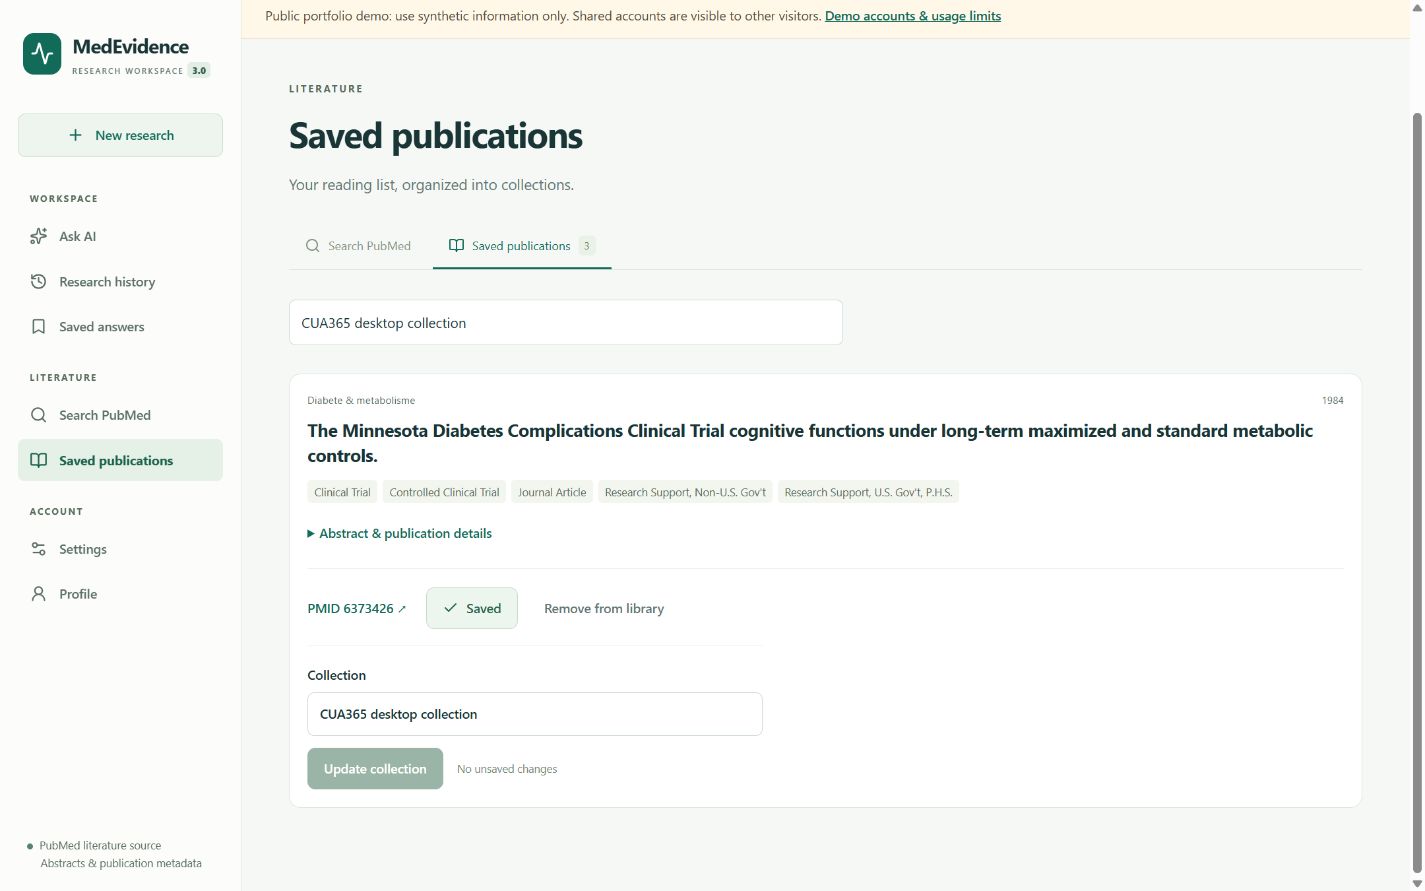 Public portfolio demo: use synthetic information only. Shared accounts are visible to other visitors. Demo accounts & usage limits
MedEvidence
RESEARCH WORKSPACE 3.0
New research
WORKSPACE
Ask AI
Research history
Saved answers
LITERATURE
Search PubMed
Saved publications
ACCOUNT
Settings
Profile
PubMed literature source
Abstracts & publication metadata
LITERATURE
Saved publications
Your reading list, organized into collections.
Search PubMed
Saved publications 3
CUA365 desktop collection
Diabete & metabolisme 1984
The Minnesota Diabetes Complications Clinical Trial cognitive functions under long-term maximized and standard metabolic
controls.
Clinical Trial Controlled Clinical Trial Journal Article Research Support, Non-U.S. Gov't Research Support, U.S. Gov't, P.H.S.
Abstract & publication details
PMID 6373426 ↗ Saved Remove from library
Collection
CUA365 desktop collection
Update collection No unsaved changes